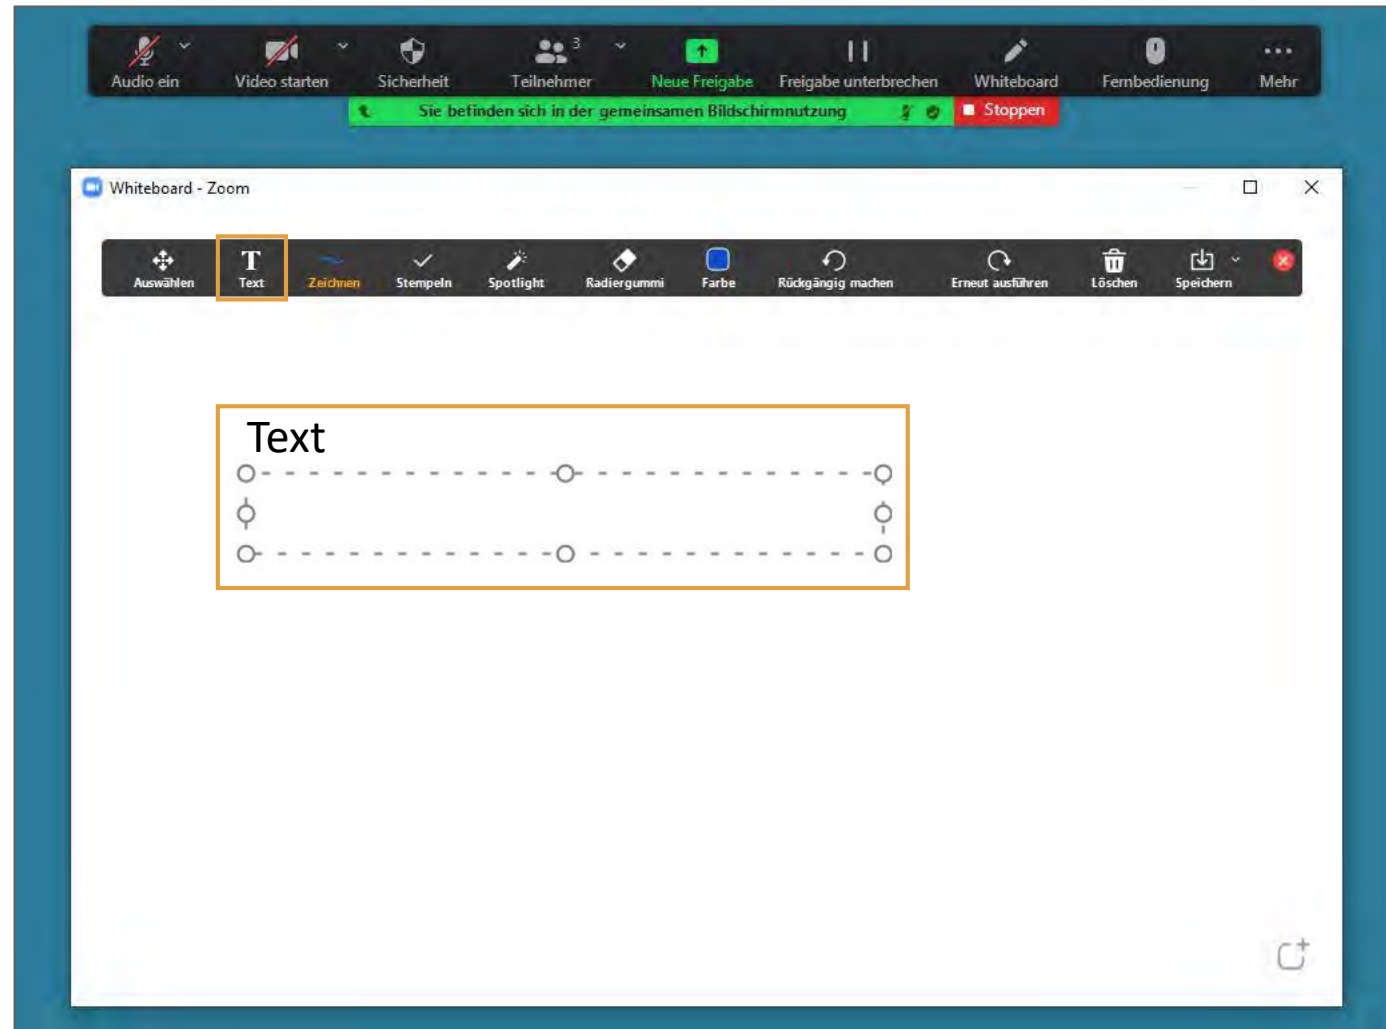 3
Audio ein Video starten Sicherheit Teilnehmer Neue Freigabe Freigabe unterbrechen Whiteboard Fernbedienung Mehr
Sie befinden sich in der gemeinsamen Bildschirmnutzung Stoppen
Whiteboard - Zoom
T
Auswählen Text Zeichnen Stempeln Spotlight Radiergummi Farbe Rückgängig machen Erneut ausführen Löschen Speichern
Text